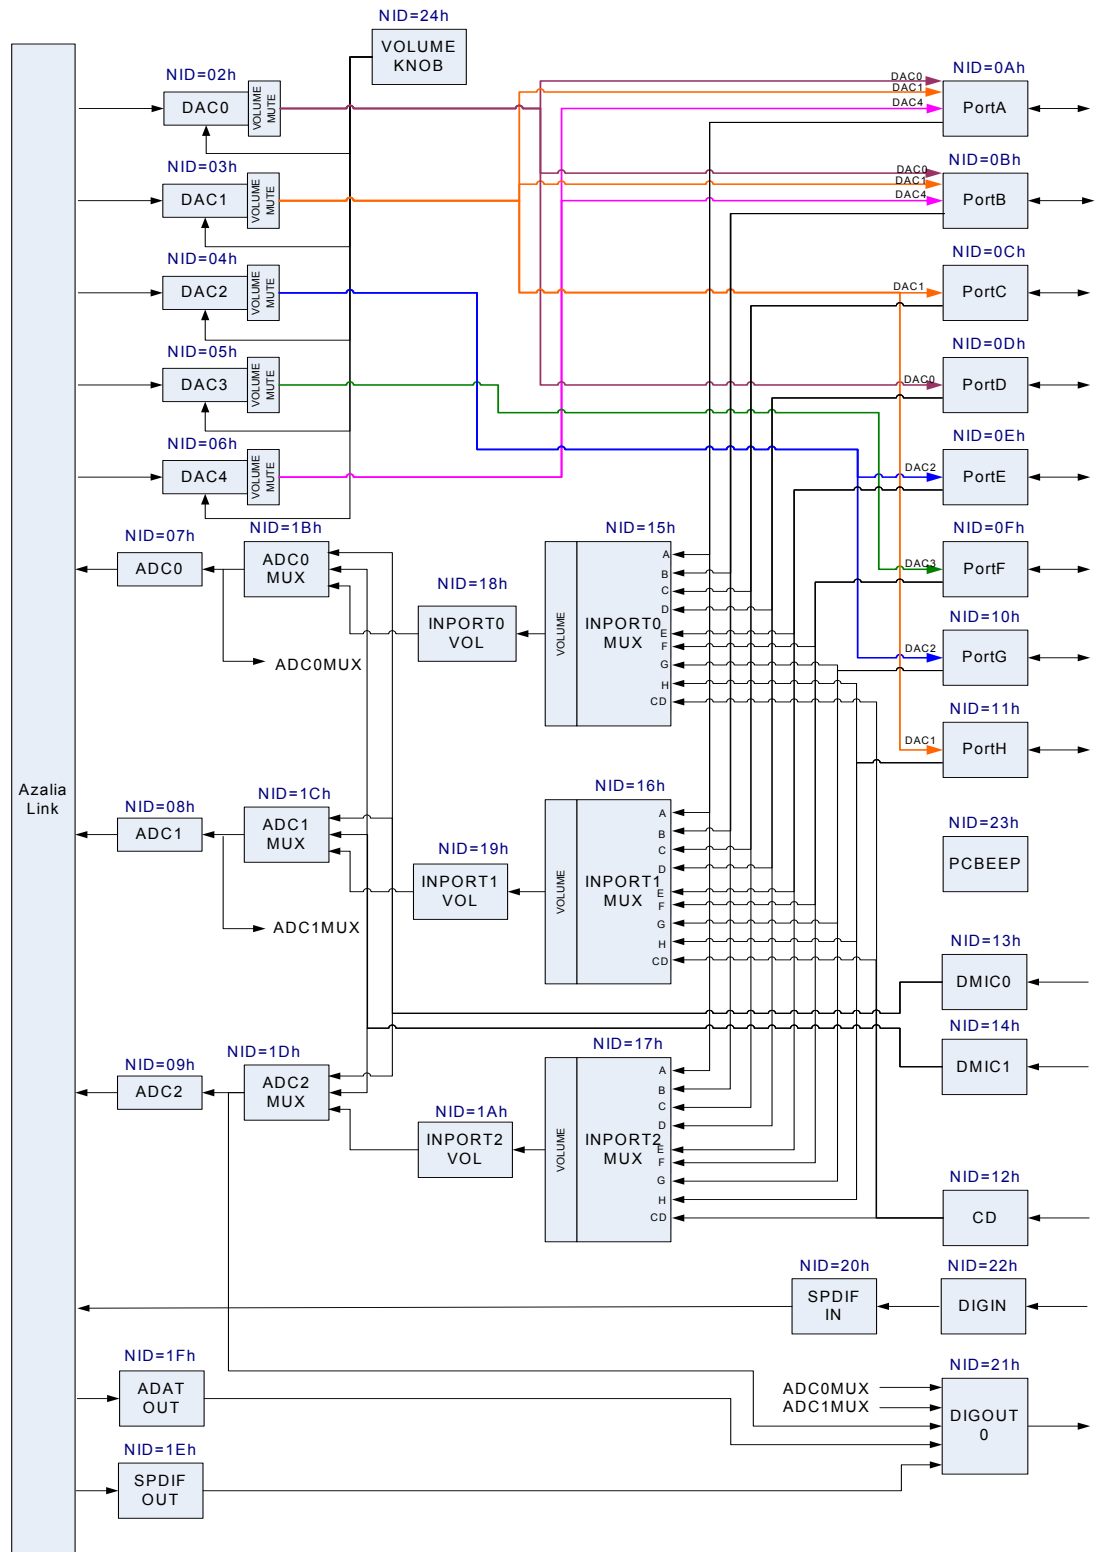 NID=24h
VOLUME
KNOB
NID=02h
DAC0
VOLUME
MUTE
DAC0
DAC1
DAC4
NID=0Ah
PortA
NID=03h
DAC1
VOLUME
MUTE
DAC0
DAC1
DAC4
NID=0Bh
PortB
NID=04h
DAC2
VOLUME
MUTE
DAC1
NID=0Ch
PortC
NID=05h
DAC3
VOLUME
MUTE
DAC0
NID=0Dh
PortD
NID=06h
DAC4
VOLUME
MUTE
DAC2
NID=0Eh
PortE
NID=07h
ADC0
NID=1Bh
ADC0
MUX
ADC0MUX
NID=18h
INPORT0
VOL
NID=15h
VOLUME
INPORT0
MUX
A
B
C
D
E
F
G
H
CD
DAC3
NID=0Fh
PortF
DAC2
NID=10h
PortG
DAC1
NID=11h
PortH
Azalia
Link
NID=08h
ADC1
NID=1Ch
ADC1
MUX
ADC1MUX
NID=19h
INPORT1
VOL
NID=16h
VOLUME
INPORT1
MUX
A
B
C
D
E
F
G
H
CD
NID=23h
PCBEEP
NID=13h
DMIC0
NID=14h
DMIC1
NID=09h
ADC2
NID=1Dh
ADC2
MUX
NID=1Ah
INPORT2
VOL
NID=17h
VOLUME
INPORT2
MUX
A
B
C
D
E
F
G
H
CD
NID=12h
CD
NID=20h
SPDIF
IN
NID=22h
DIGIN
NID=1Fh
ADAT
OUT
ADC0MUX
ADC1MUX
NID=21h
DIGOUT
0
NID=1Eh
SPDIF
OUT